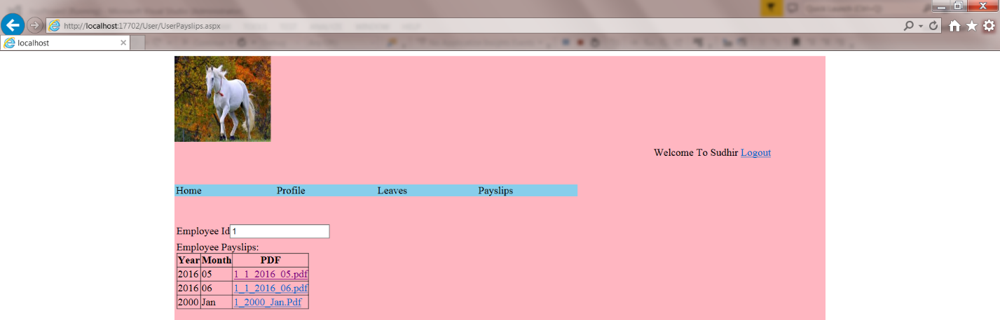 http://localhost:17702/User/UserPayslips.aspx
localhost
Welcome To Sudhir Logout
Home Profile Leaves Payslips
Employee Id 1
Employee Payslips:
Year Month PDF
2016 05 1_1_2016_05.pdf
2016 06 1_1_2016_06.pdf
2000 Jan 1_2000_Jan.Pdf